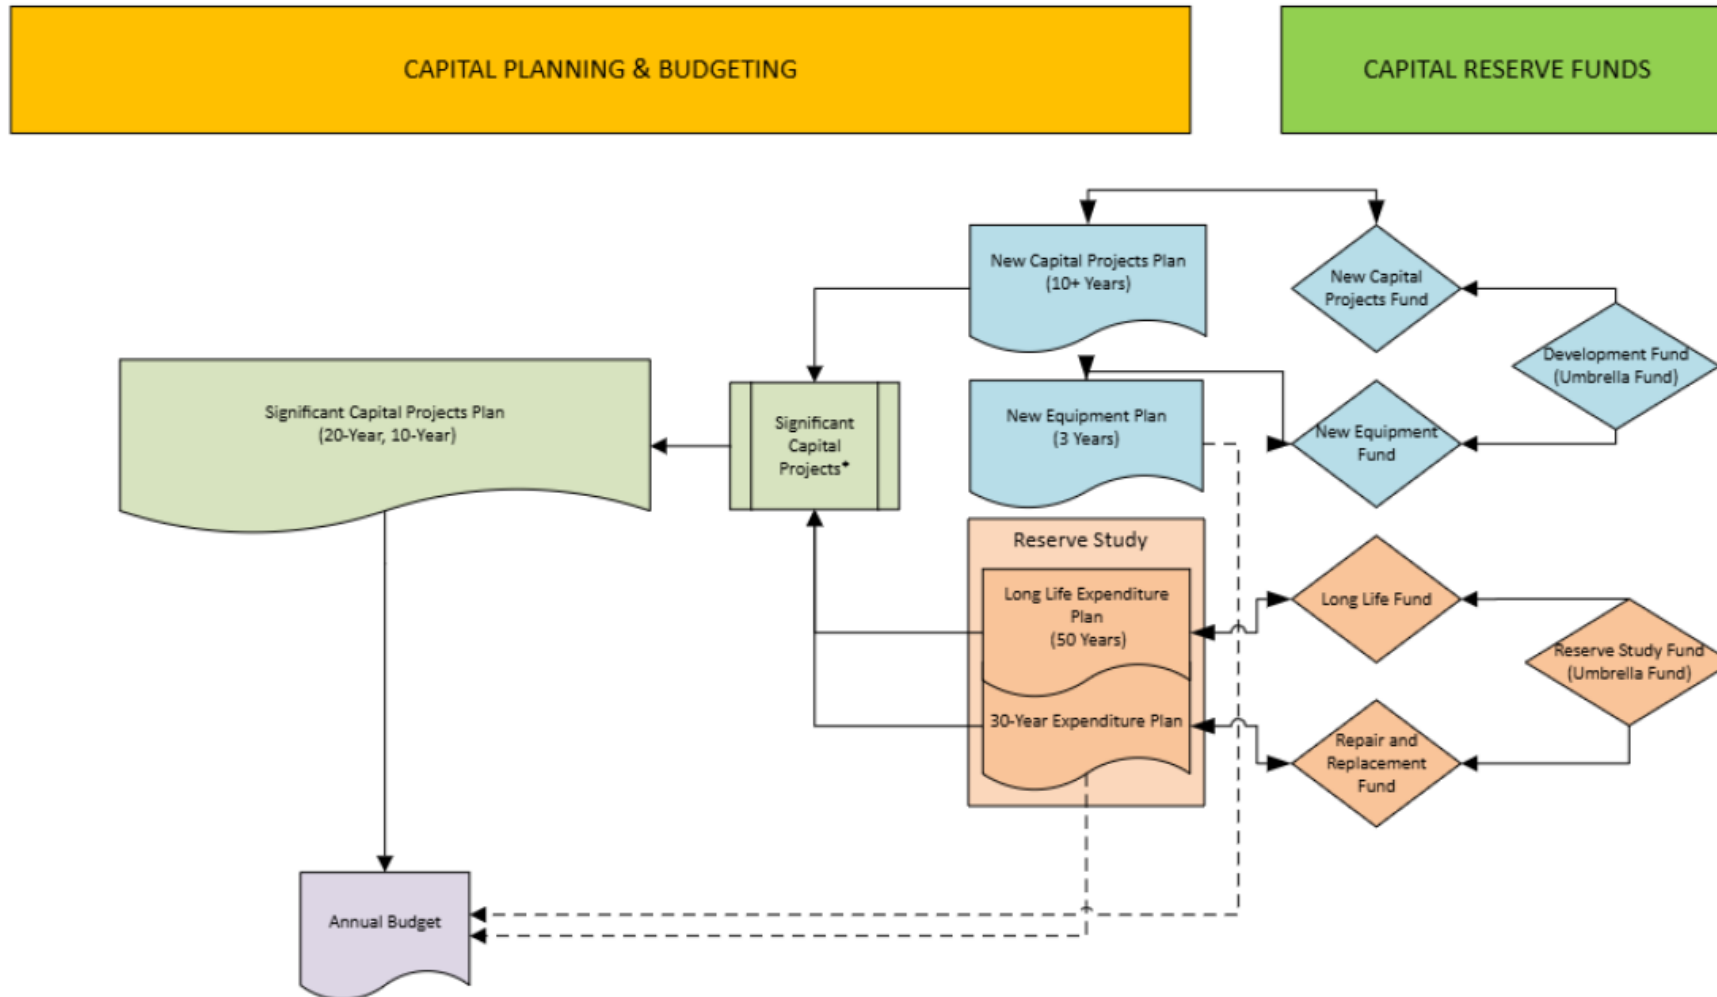 CAPITAL PLANNING & BUDGETING
CAPITAL RESERVE FUNDS
New Capital Projects Plan
(10+ Years)
New Capital
Projects Fund
Development Fund
(Umbrella Fund)
Significant Capital Projects Plan
(20-Year, 10-Year)
Significant
Capital
Projects*
New Equipment Plan
(3 Years)
New Equipment
Fund
Reserve Study
Long Life Expenditure
Plan
(50 Years)
Long Life Fund
Reserve Study Fund
(Umbrella Fund)
30-Year Expenditure Plan
Repair and
Replacement
Fund
Annual Budget